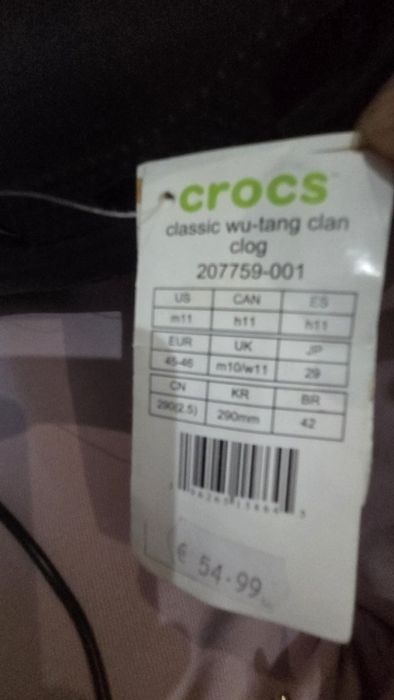 crocs
classic wu-tang clan
clog
207759-001
US CAN ES
m11 h11 h11
EUR UK JP
45-46 m10/w11 29
CN KR BR
290(2.5) 290mm 42
€ 54.99